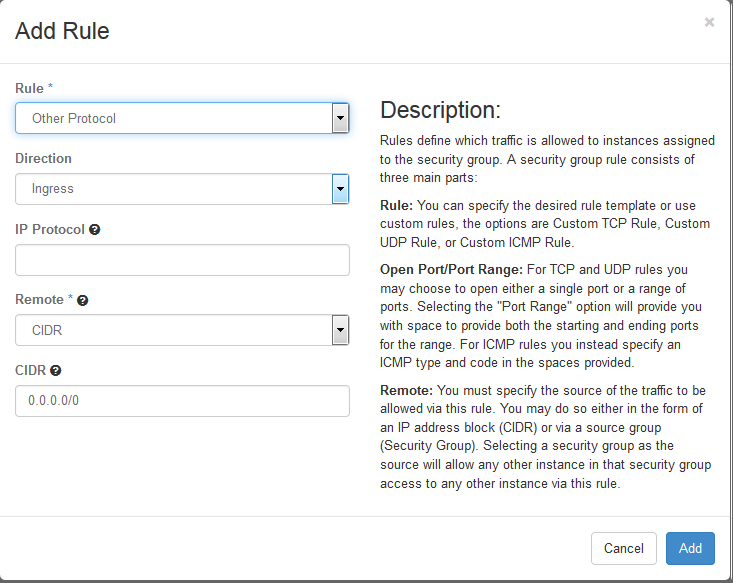 Add Rule
×
Rule *
Other Protocol
Direction
Ingress
IP Protocol ?
Remote * ?
CIDR
CIDR ?
0.0.0.0/0
Description:
Rules define which traffic is allowed to instances assigned
to the security group. A security group rule consists of
three main parts:
Rule: You can specify the desired rule template or use
custom rules, the options are Custom TCP Rule, Custom
UDP Rule, or Custom ICMP Rule.
Open Port/Port Range: For TCP and UDP rules you
may choose to open either a single port or a range of
ports. Selecting the "Port Range" option will provide you
with space to provide both the starting and ending ports
for the range. For ICMP rules you instead specify an
ICMP type and code in the spaces provided.
Remote: You must specify the source of the traffic to be
allowed via this rule. You may do so either in the form of
an IP address block (CIDR) or via a source group
(Security Group). Selecting a security group as the
source will allow any other instance in that security group
access to any other instance via this rule.
Cancel
Add